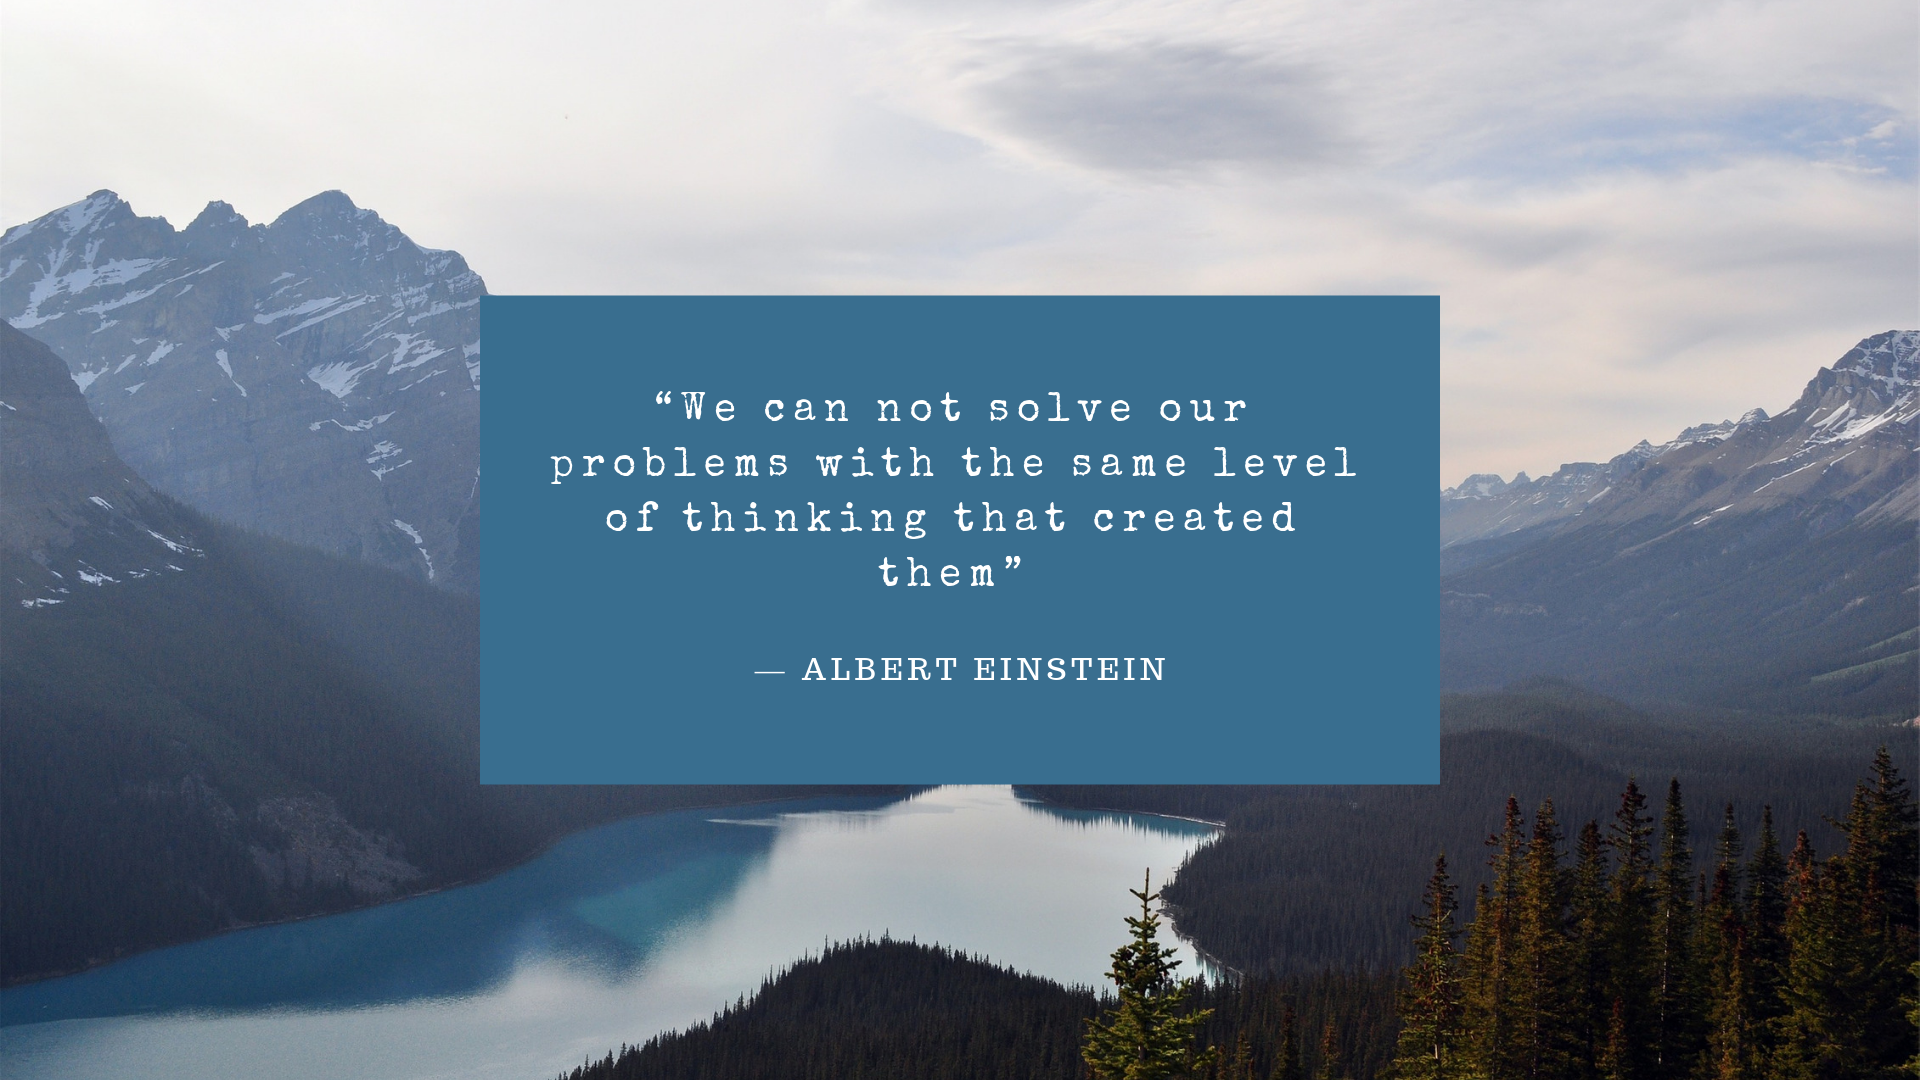 “We can not solve our
problems with the same level
of thinking that created
them”
— ALBERT EINSTEIN